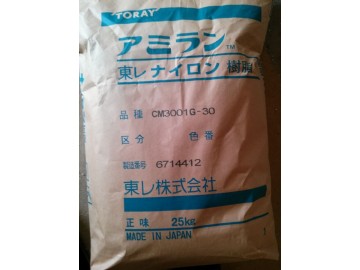 TORAY
アミラン™
東レナイロン樹脂
品種 CM3001G-30
区分 色番
製造番号 6714412
東レ株式会社
正味 25kg
MADE IN JAPAN